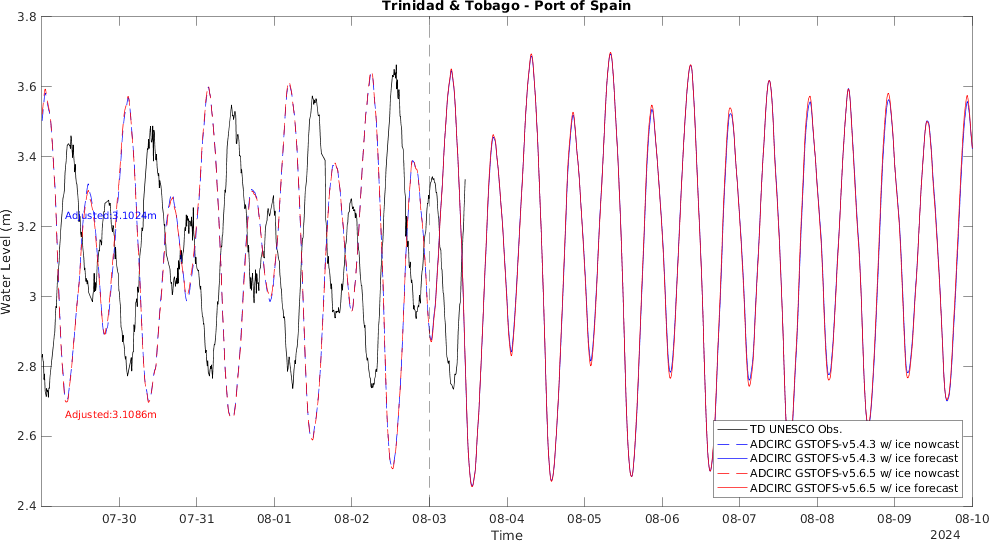 Trinidad & Tobago - Port of Spain
3.8
3.6
3.4
3.2
3
2.8
2.6
2.4
Water Level (m)
Adjusted:3.1024m
Adjusted:3.1086m
TD UNESCO Obs.
ADCIRC GSTOFS-v5.4.3 w/ ice nowcast
ADCIRC GSTOFS-v5.4.3 w/ ice forecast
ADCIRC GSTOFS-v5.6.5 w/ ice nowcast
ADCIRC GSTOFS-v5.6.5 w/ ice forecast
07-30 07-31 08-01 08-02 08-03 08-04 08-05 08-06 08-07 08-08 08-09 08-10
Time
2024